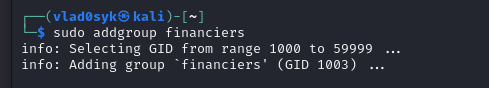 ┌──(vlad0syk㉿kali)-[~]
└─$ sudo addgroup financiers
info: Selecting GID from range 1000 to 59999 ...
info: Adding group `financiers' (GID 1003) ...